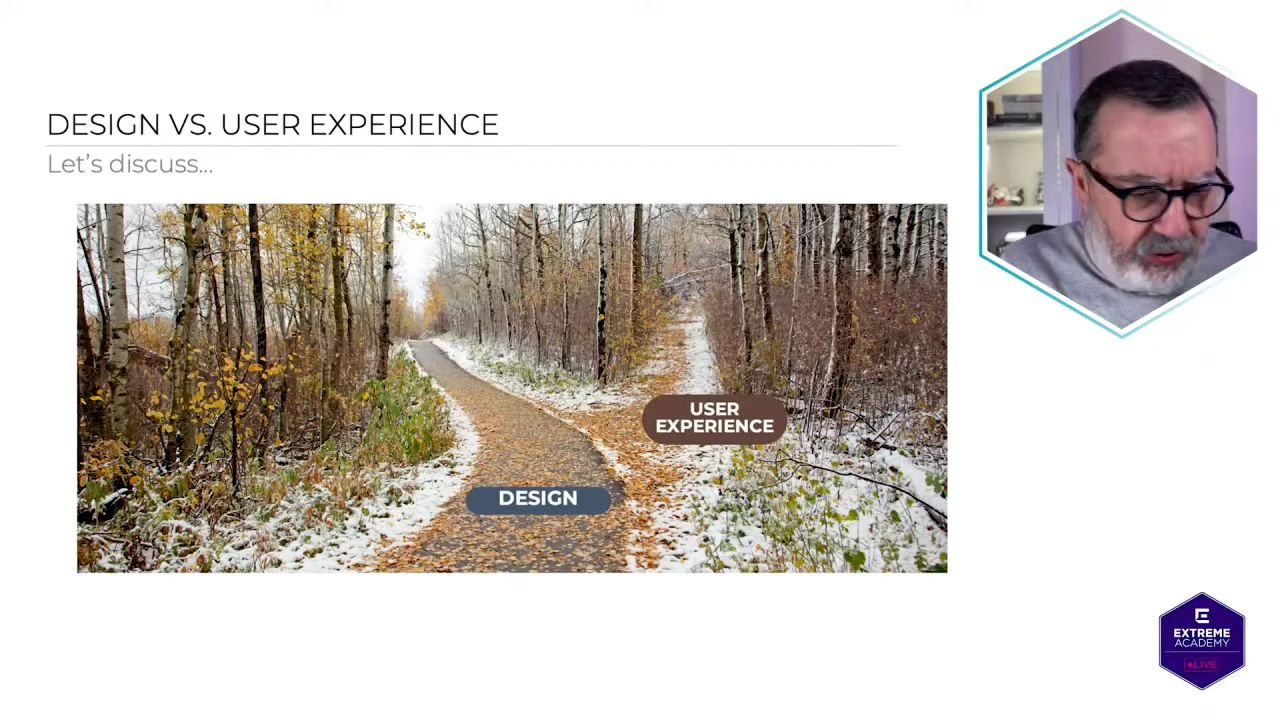 DESIGN VS. USER EXPERIENCE
Let's discuss...
USER
EXPERIENCE
DESIGN
EXTREME
ACADEMY
LIVE